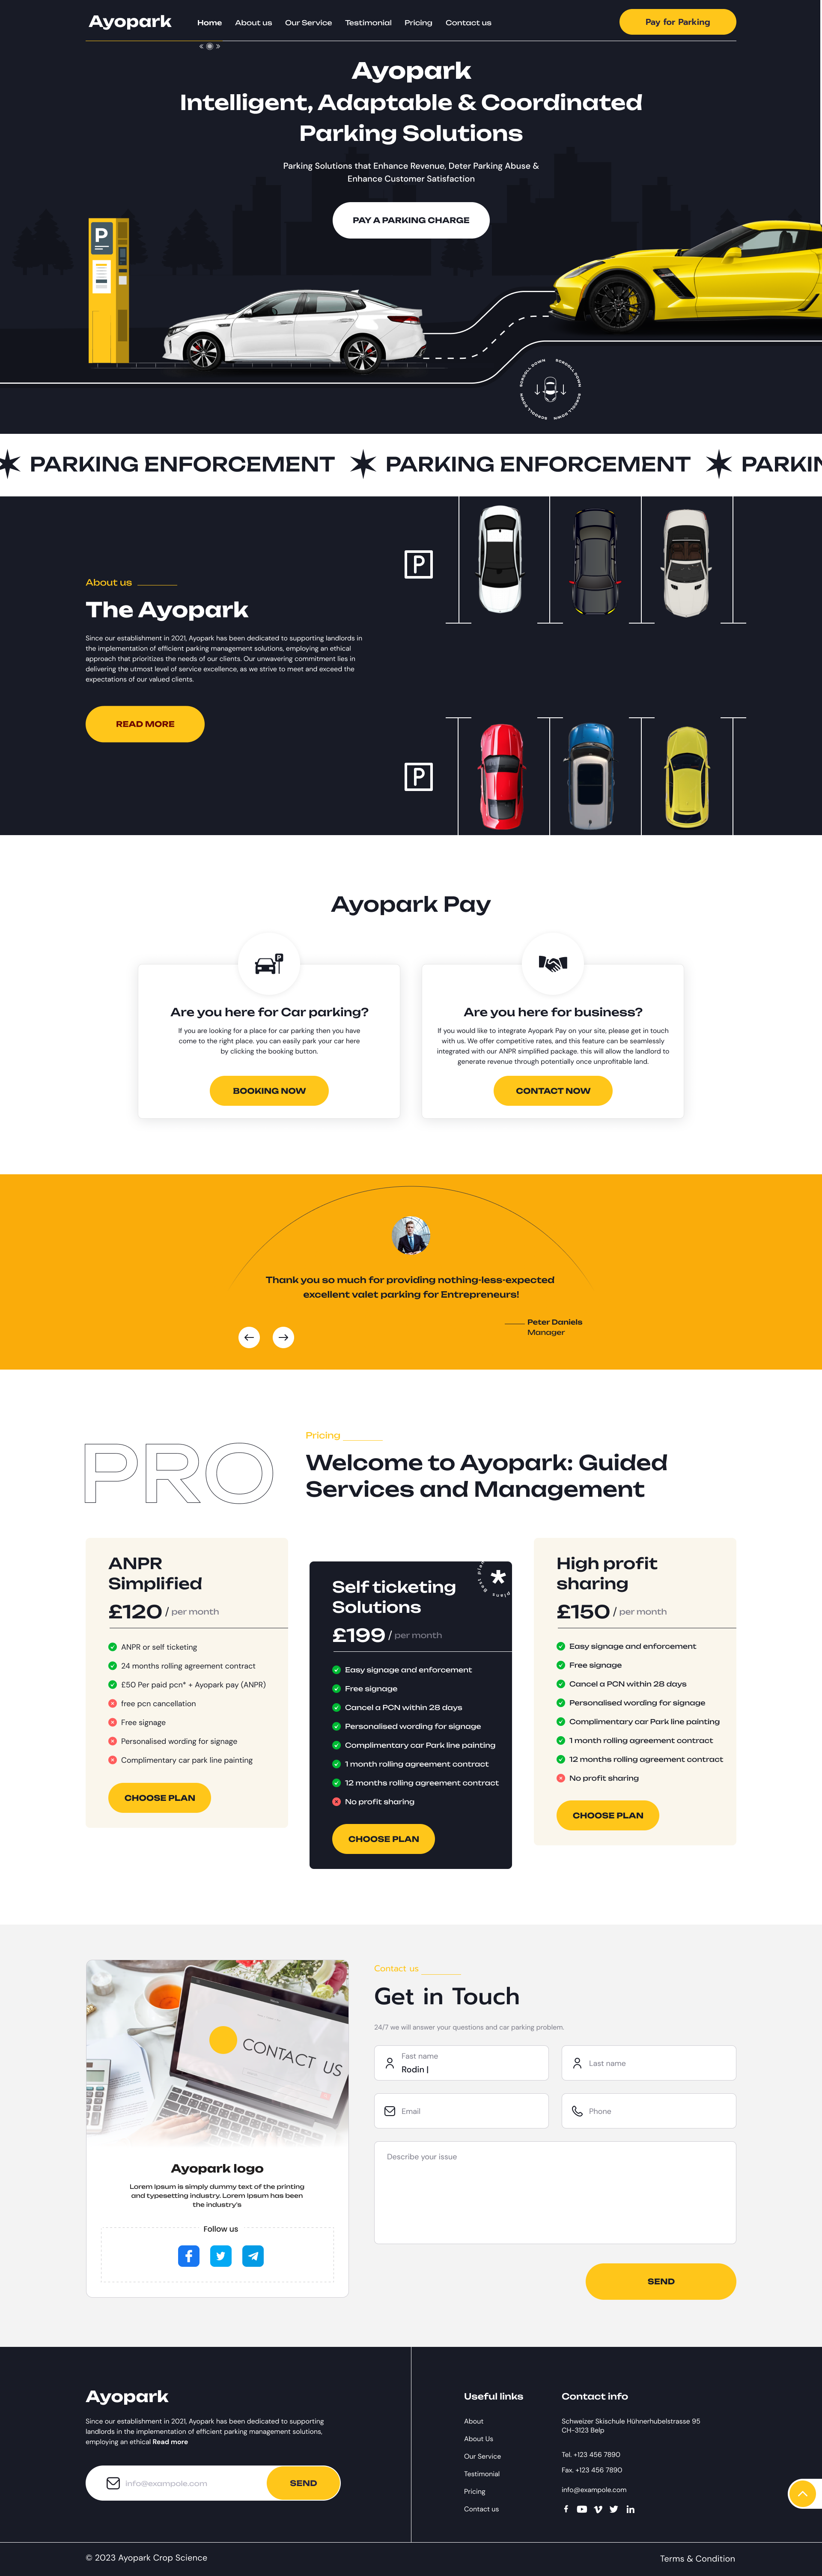 Ayopark
Home
About us
Our Service
Testimonial
Pricing
Contact us
Pay for Parking
Ayopark
Intelligent, Adaptable & Coordinated
Parking Solutions
Parking Solutions that Enhance Revenue, Deter Parking Abuse &
Enhance Customer Satisfaction
PAY A PARKING CHARGE
P
SCROLL DOWN SCROLL DOWN SCROLL DOWN SCROLL DOWN
PARKING ENFORCEMENT PARKING ENFORCEMENT PARKIN
P
About us
The Ayopark
Since our establishment in 2021, Ayopark has been dedicated to supporting landlords in
the implementation of efficient parking management solutions, employing an ethical
approach that prioritizes the needs of our clients. Our unwavering commitment lies in
delivering the utmost level of service excellence, as we strive to meet and exceed the
expectations of our valued clients.
READ MORE
P
Ayopark Pay
P
Are you here for Car parking?
If you are looking for a place for car parking then you have
come to the right place. you can easily park your car here
by clicking the booking button.
BOOKING NOW
Are you here for business?
If you would like to integrate Ayopark Pay on your site, please get in touch
with us. We offer competitive rates, and this feature can be seamlessly
integrated with our ANPR simplified package. this will allow the landlord to
generate revenue through potentially once unprofitable land.
CONTACT NOW
Thank you so much for providing nothing-less-expected
excellent valet parking for Entrepreneurs!
Peter Daniels
Manager
PRO
Pricing
Welcome to Ayopark: Guided
Services and Management
ANPR
Simplified
£120 / per month
ANPR or self ticketing
24 months rolling agreement contract
£50 Per paid pcn* + Ayopark pay (ANPR)
free pcn cancellation
Free signage
Personalised wording for signage
Complimentary car park line painting
CHOOSE PLAN
Self ticketing
Solutions
£199 / per month
Easy signage and enforcement
Free signage
Cancel a PCN within 28 days
Personalised wording for signage
Complimentary car Park line painting
1 month rolling agreement contract
12 months rolling agreement contract
No profit sharing
CHOOSE PLAN
High profit
sharing
£150 / per month
Easy signage and enforcement
Free signage
Cancel a PCN within 28 days
Personalised wording for signage
Complimentary car Park line painting
1 month rolling agreement contract
12 months rolling agreement contract
No profit sharing
CHOOSE PLAN
CONTACT US
Ayopark logo
Lorem Ipsum is simply dummy text of the printing
and typesetting industry. Lorem Ipsum has been
the industry's
Follow us
Contact us
Get in Touch
24/7 we will answer your questions and car parking problem.
Fast name
Rodin |
Last name
Email
Phone
Describe your issue
SEND
Ayopark
Since our establishment in 2021, Ayopark has been dedicated to supporting
landlords in the implementation of efficient parking management solutions,
employing an ethical Read more
info@exampole.com
SEND
Useful links
About
About Us
Our Service
Testimonial
Pricing
Contact us
Contact info
Schweizer Skischule Hühnerhubelstrasse 95
CH-3123 Belp
Tel. +123 456 7890
Fax. +123 456 7890
info@exampole.com
© 2023 Ayopark Crop Science
Terms & Condition